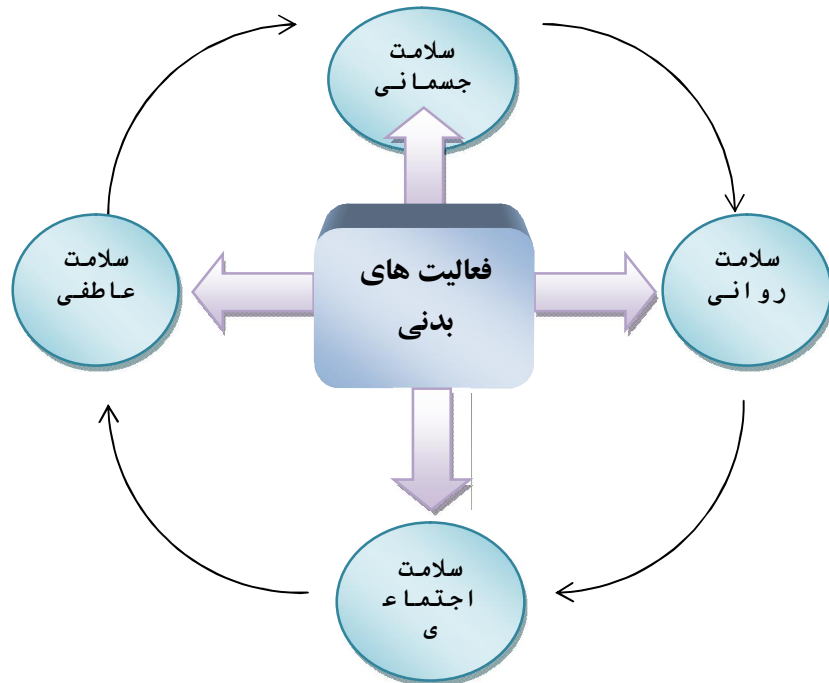 سلامت
جسمانی
سلامت
روانی
فعالیت های
بدنی
سلامت
عاطفی
سلامت
اجتماع
ی